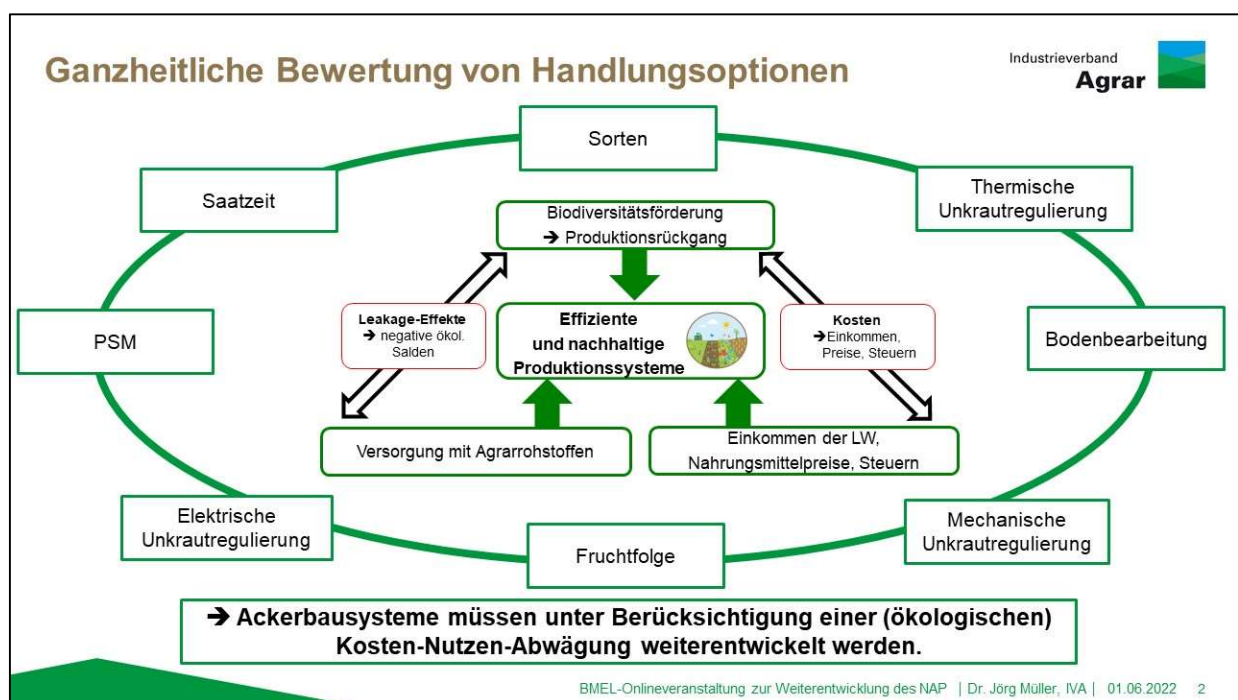 Ganzheitliche Bewertung von Handlungsoptionen
Industrieverband
Agrar
Sorten
Saatzeit
Thermische
Unkrautregulierung
Biodiversitätsförderung
➔ Produktionsrückgang
PSM
Leakage-Effekte
➔ negative ökol.
Salden
Effiziente
und nachhaltige
Produktionssysteme
Kosten
➔Einkommen,
Preise, Steuern
Bodenbearbeitung
Versorgung mit Agrarrohstoffen
Einkommen der LW,
Nahrungsmittelpreise, Steuern
Elektrische
Unkrautregulierung
Fruchtfolge
Mechanische
Unkrautregulierung
➔ Ackerbausysteme müssen unter Berücksichtigung einer (ökologischen)
Kosten-Nutzen-Abwägung weiterentwickelt werden.
BMEL-Onlineveranstaltung zur Weiterentwicklung des NAP | Dr. Jörg Müller, IVA | 01.06.2022 2